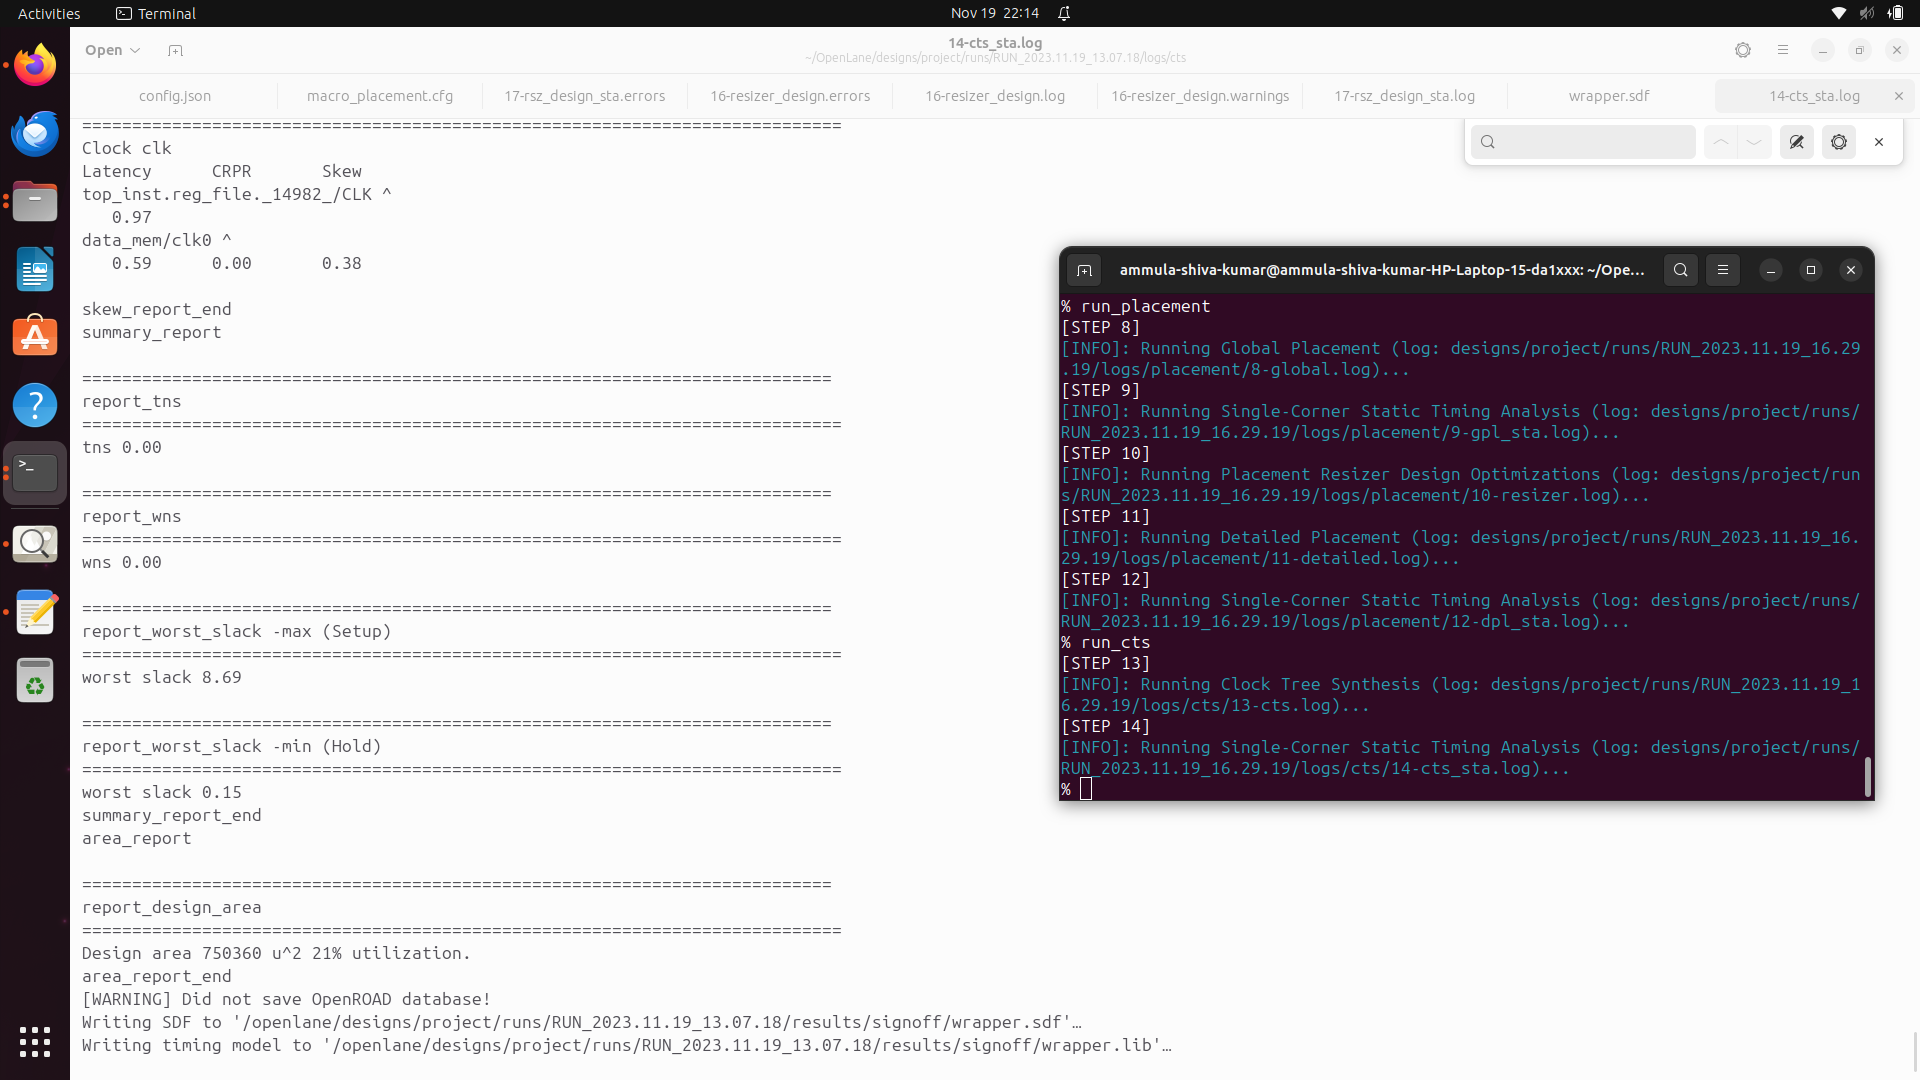 Activities
Terminal
Nov 19 22:14
Open
14-cts_sta.log
~/OpenLane/designs/project/runs/RUN_2023.11.19_13.07.18/logs/cts
config.json
macro_placement.cfg
17-rsz_design_sta.errors
16-resizer_design.errors
16-resizer_design.log
16-resizer_design.warnings
17-rsz_design_sta.log
wrapper.sdf
14-cts_sta.log
============================================================================
Clock clk
Latency      CRPR       Skew
top_inst.reg_file._14982_/CLK ^
   0.97
data_mem/clk0 ^
   0.59      0.00       0.38
skew_report_end
summary_report
===========================================================================
report_tns
============================================================================
tns 0.00
===========================================================================
report_wns
============================================================================
wns 0.00
===========================================================================
report_worst_slack -max (Setup)
============================================================================
worst slack 8.69
===========================================================================
report_worst_slack -min (Hold)
============================================================================
worst slack 0.15
summary_report_end
area_report
===========================================================================
report_design_area
============================================================================
Design area 750360 u^2 21% utilization.
area_report_end
[WARNING] Did not save OpenROAD database!
Writing SDF to '/openlane/designs/project/runs/RUN_2023.11.19_13.07.18/results/signoff/wrapper.sdf'…
Writing timing model to '/openlane/designs/project/runs/RUN_2023.11.19_13.07.18/results/signoff/wrapper.lib'…
ammula-shiva-kumar@ammula-shiva-kumar-HP-Laptop-15-da1xxx: ~/Ope...
% run_placement
[STEP 8]
[INFO]: Running Global Placement (log: designs/project/runs/RUN_2023.11.19_16.29
.19/logs/placement/8-global.log)...
[STEP 9]
[INFO]: Running Single-Corner Static Timing Analysis (log: designs/project/runs/
RUN_2023.11.19_16.29.19/logs/placement/9-gpl_sta.log)...
[STEP 10]
[INFO]: Running Placement Resizer Design Optimizations (log: designs/project/run
s/RUN_2023.11.19_16.29.19/logs/placement/10-resizer.log)...
[STEP 11]
[INFO]: Running Detailed Placement (log: designs/project/runs/RUN_2023.11.19_16.
29.19/logs/placement/11-detailed.log)...
[STEP 12]
[INFO]: Running Single-Corner Static Timing Analysis (log: designs/project/runs/
RUN_2023.11.19_16.29.19/logs/placement/12-dpl_sta.log)...
% run_cts
[STEP 13]
[INFO]: Running Clock Tree Synthesis (log: designs/project/runs/RUN_2023.11.19_1
6.29.19/logs/cts/13-cts.log)...
[STEP 14]
[INFO]: Running Single-Corner Static Timing Analysis (log: designs/project/runs/
RUN_2023.11.19_16.29.19/logs/cts/14-cts_sta.log)...
%